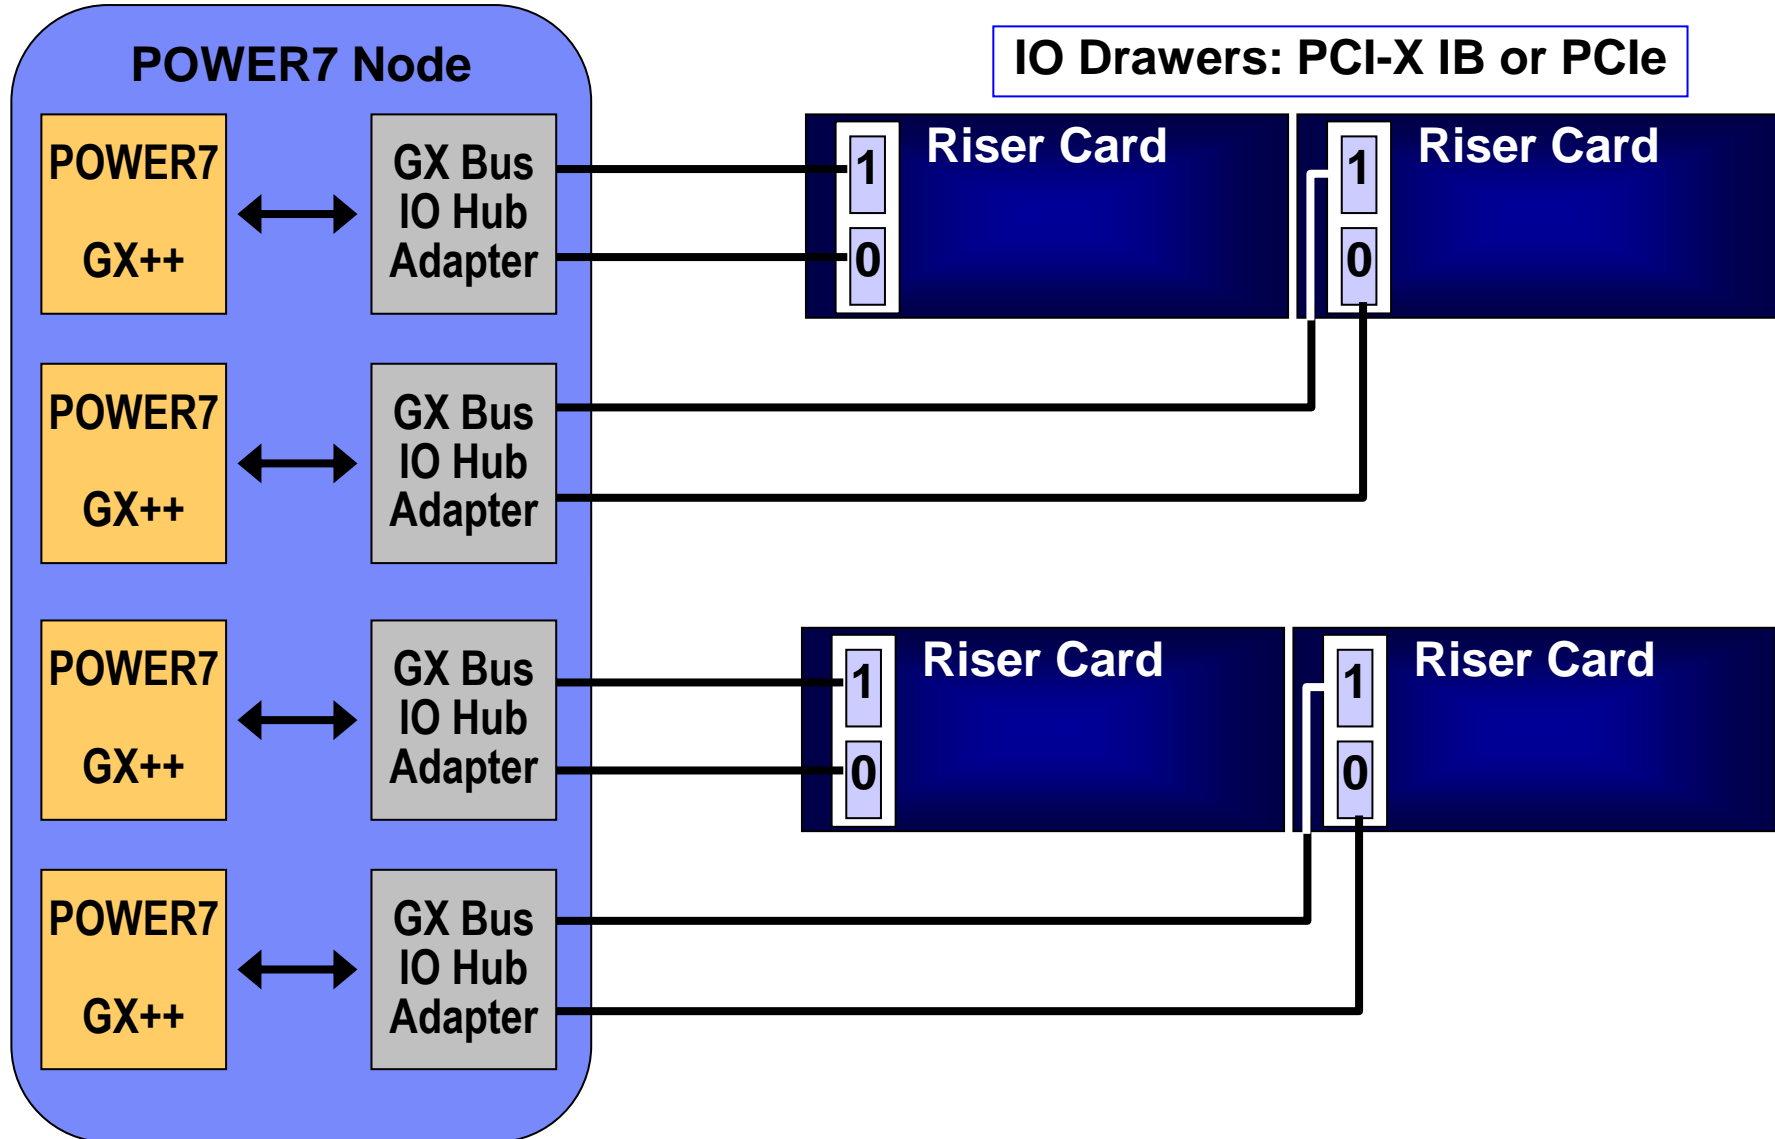 POWER7 Node
IO Drawers: PCI-X IB or PCIe
POWER7
GX++
GX Bus
IO Hub
Adapter
1
0
Riser Card
1
0
Riser Card
POWER7
GX++
GX Bus
IO Hub
Adapter
POWER7
GX++
GX Bus
IO Hub
Adapter
1
0
Riser Card
1
0
Riser Card
POWER7
GX++
GX Bus
IO Hub
Adapter